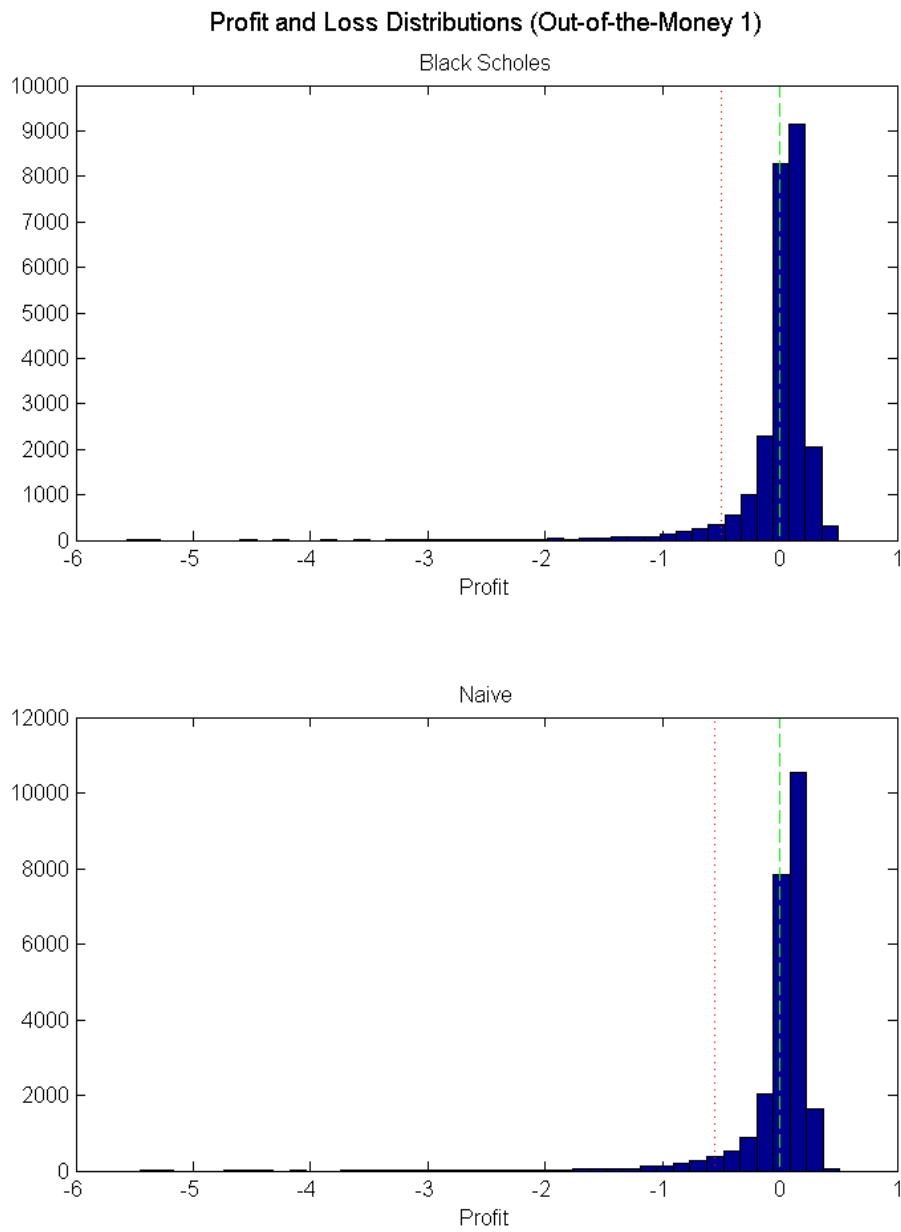 Profit and Loss Distributions (Out-of-the-Money 1)
Black Scholes
10000
9000
8000
7000
6000
5000
4000
3000
2000
1000
0
-6 -5 -4 -3 -2 -1 0 1
Profit
Naive
12000
10000
8000
6000
4000
2000
0
-6 -5 -4 -3 -2 -1 0 1
Profit